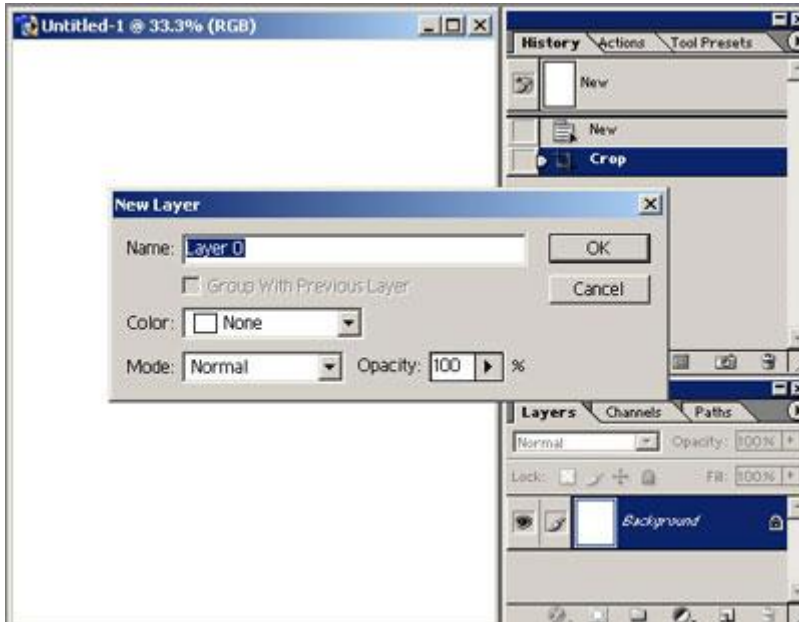 Untitled-1 @ 33.3% (RGB)
History Actions Tool Presets
New
New
Crop
New Layer
Name: Layer 0
OK
Group With Previous Layer
Cancel
Color: None
Mode: Normal Opacity: 100 %
Layers Channels Paths
Normal Opacity: 100%
Lock: Fill: 100%
Background